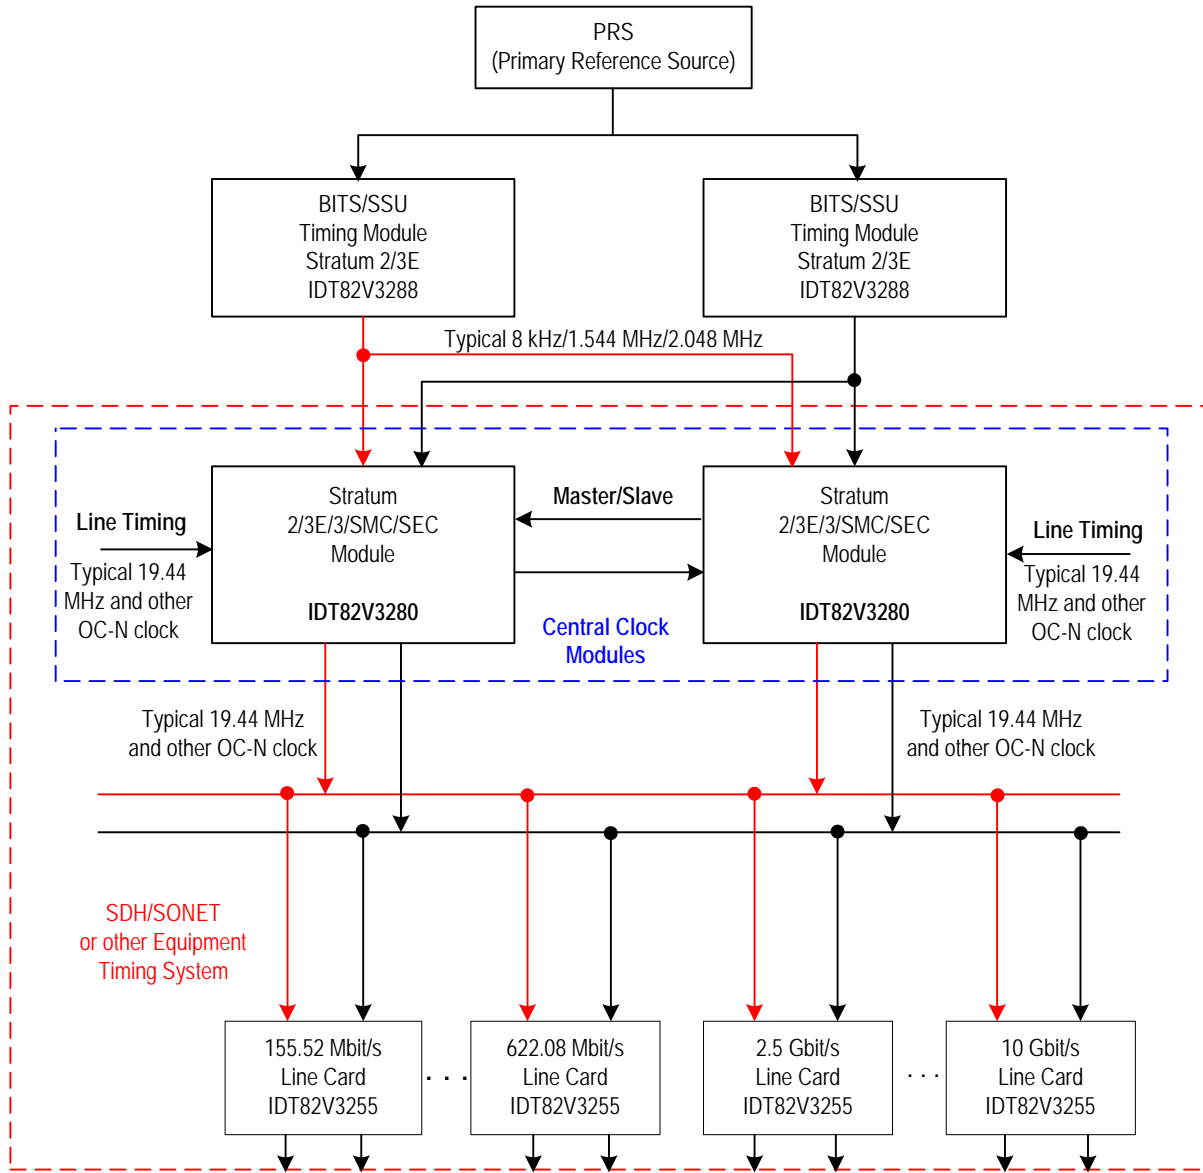 PRS
(Primary Reference Source)
BITS/SSU
Timing Module
Stratum 2/3E
IDT82V3288
BITS/SSU
Timing Module
Stratum 2/3E
IDT82V3288
Typical 8 kHz/1.544 MHz/2.048 MHz
Line Timing
Typical 19.44
MHz and other
OC-N clock
Stratum
2/3E/3/SMC/SEC
Module
IDT82V3280
Master/Slave
Central Clock
Modules
Stratum
2/3E/3/SMC/SEC
Module
IDT82V3280
Line Timing
Typical 19.44
MHz and other
OC-N clock
Typical 19.44 MHz
and other OC-N clock
Typical 19.44 MHz
and other OC-N clock
SDH/SONET
or other Equipment
Timing System
155.52 Mbit/s
Line Card
IDT82V3255
. . .
622.08 Mbit/s
Line Card
IDT82V3255
2.5 Gbit/s
Line Card
IDT82V3255
. . .
10 Gbit/s
Line Card
IDT82V3255